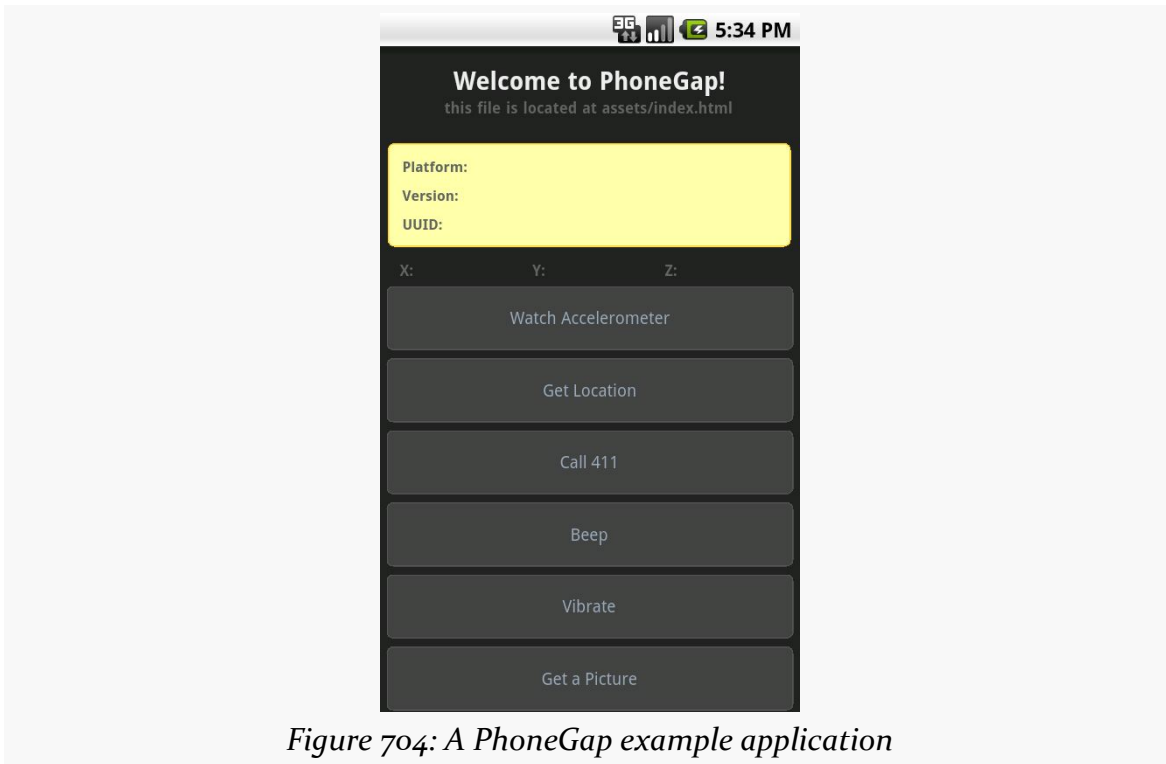 3G 5:34 PM
Welcome to PhoneGap!
this file is located at assets/index.html
Platform:
Version:
UUID:
X: Y: Z:
Watch Accelerometer
Get Location
Call 411
Beep
Vibrate
Get a Picture
Figure 704: A PhoneGap example application